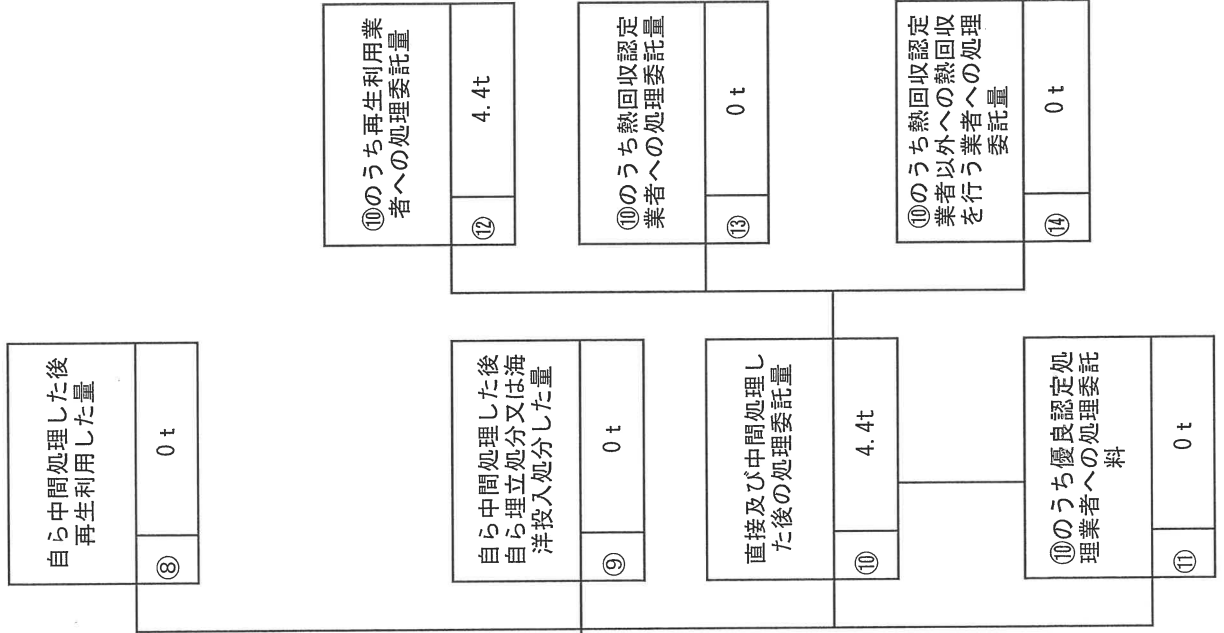 自ら中間処理した後
再生利用した量
⑧
0 t
自ら中間処理した後
自ら埋立処分又は海
洋投入処分した量
⑨
0 t
直接及び中間処理し
た後の処理委託量
⑩
4.4t
⑩のうち優良認定処
理業者への処理委託
料
⑪
0 t
⑩のうち再生利用業
者への処理委託量
⑫
4.4t
⑩のうち熱回収認定
業者への処理委託量
⑬
0 t
⑩のうち熱回収認定
業者以外への熱回収
を行う業者への処理
委託量
⑭
0 t